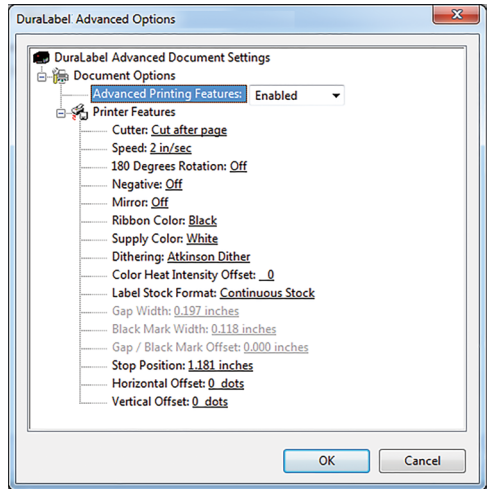 DuraLabel Advanced Options
DuraLabel Advanced Document Settings
Document Options
Advanced Printing Features: Enabled
Printer Features
Cutter: Cut after page
Speed: 2 in/sec
180 Degrees Rotation: Off
Negative: Off
Mirror: Off
Ribbon Color: Black
Supply Color: White
Dithering: Atkinson Dither
Color Heat Intensity Offset: 0
Label Stock Format: Continuous Stock
Gap Width: 0.197 inches
Black Mark Width: 0.118 inches
Gap / Black Mark Offset: 0.000 inches
Stop Position: 1.181 inches
Horizontal Offset: 0 dots
Vertical Offset: 0 dots
OK Cancel